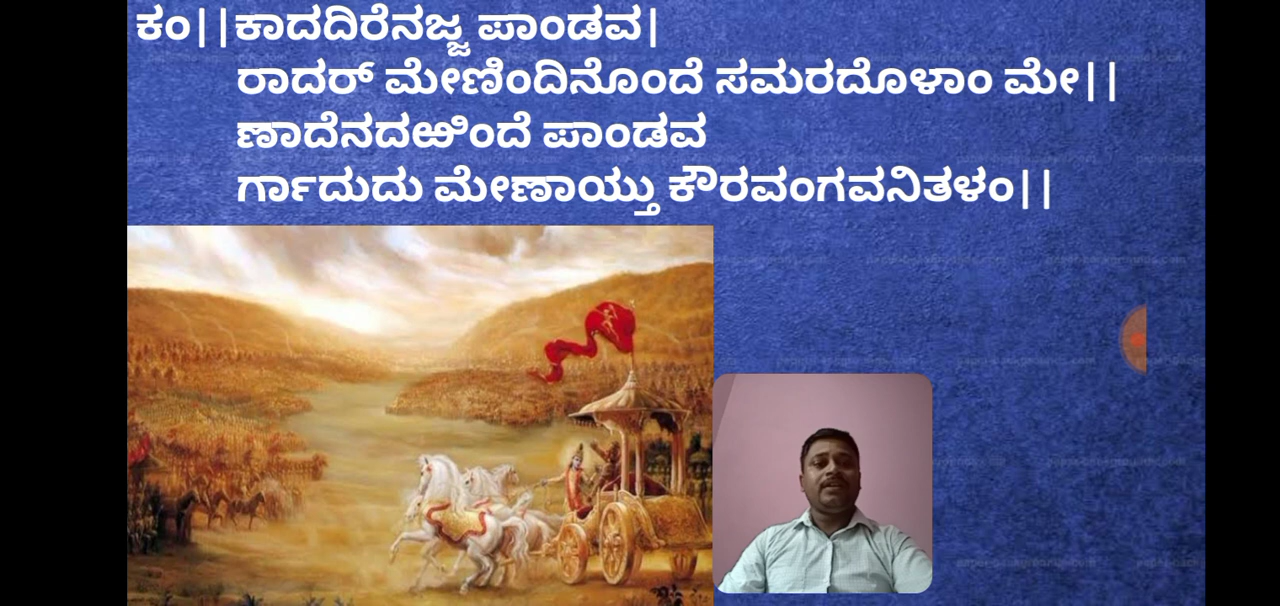 ಕಂ||ಕಾದದಿರೆನಜ್ಜ ಪಾಂಡವ|
ರಾದರ್ ಮೇಣಿಂದಿನೊಂದೆ ಸಮರದೊಳಾಂ ಮೇ||
ಣಾದೆನದಱಿಂದೆ ಪಾಂಡವ
ರ್ಗಾದುದು ಮೇಣಾಯ್ತು ಕೌರವಂಗವನಿತಳಂ||